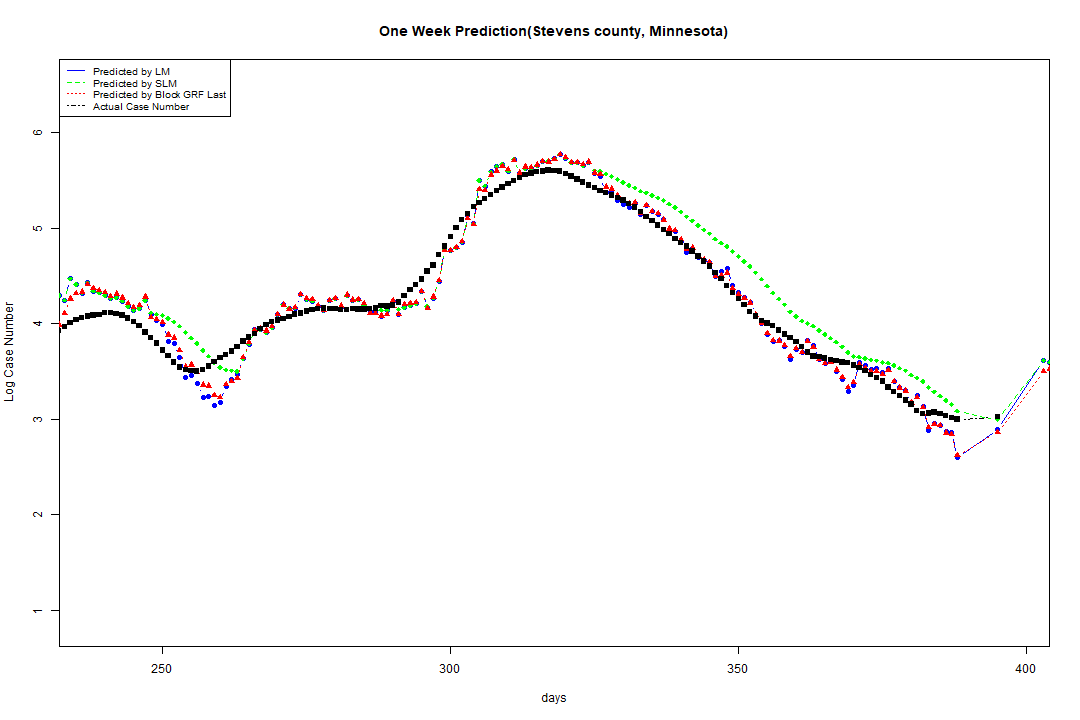 One Week Prediction(Stevens county, Minnesota)
Predicted by LM
Predicted by SLM
Predicted by Block GRF Last
Actual Case Number
6
5
4
3
2
1
Log Case Number
250 300 350 400
days